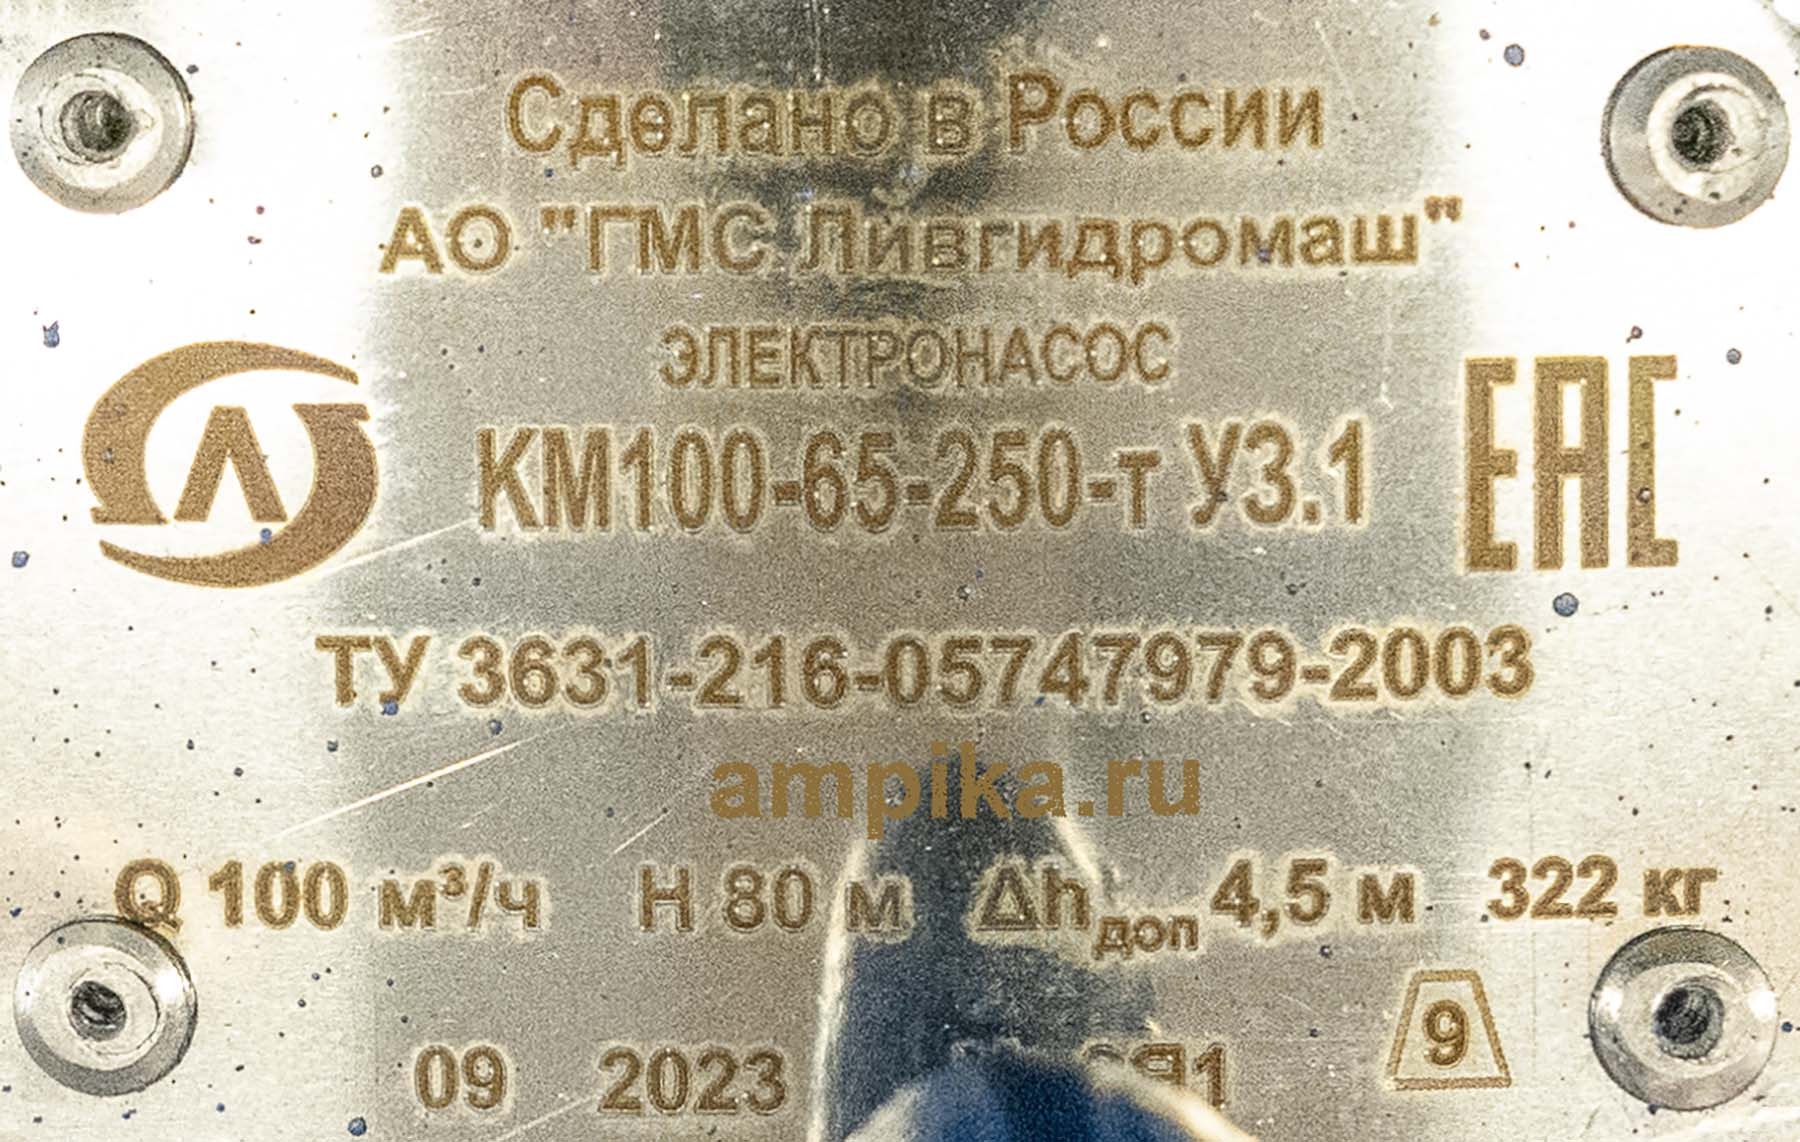 Сделано в России
АО "ГМС Ливгидромаш"
ЭЛЕКТРОНАСОС
КМ100-65-250-т У3.1
Л
ЕАС
ТУ 3631-216-05747979-2003
ampika.ru
Q 100 м³/ч H 80 м Δhдоп 4,5 м 322 кг
09 2023
9